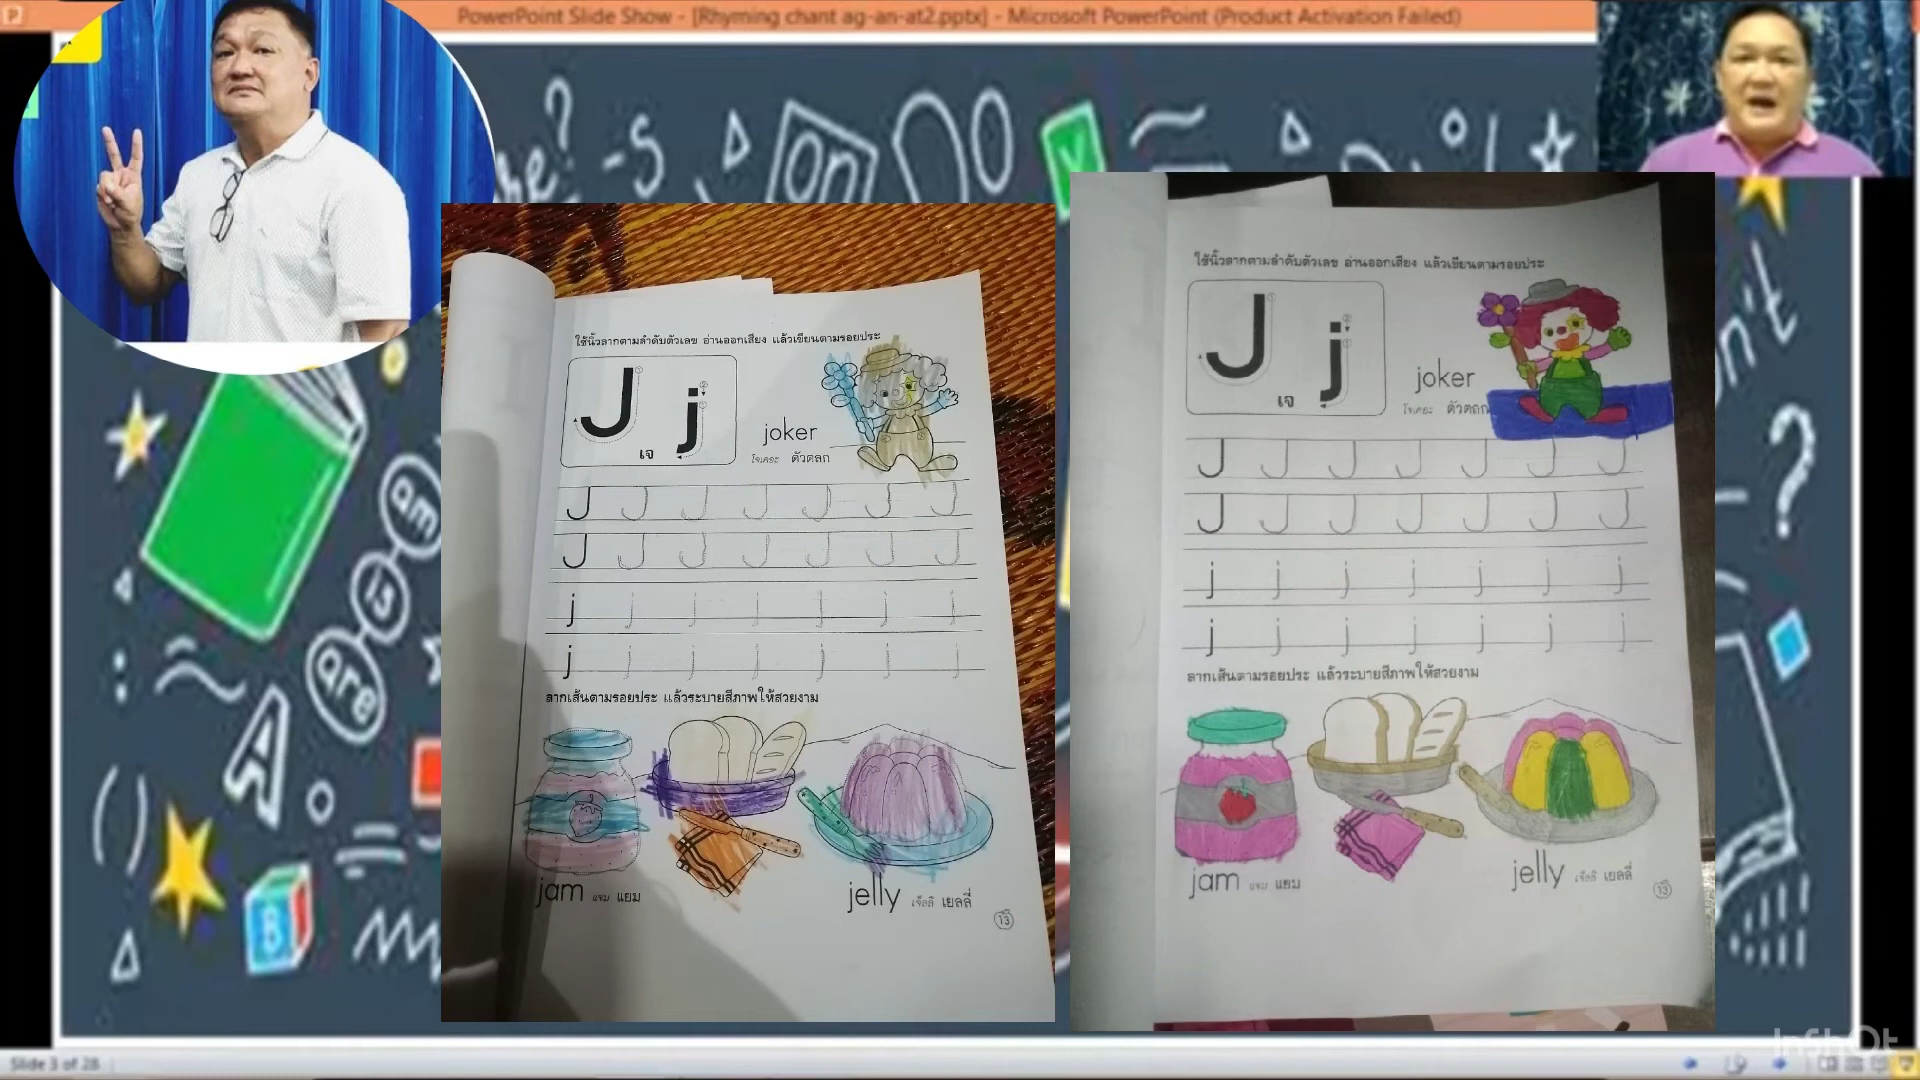 PowerPoint Slide Show - [Rhyming chant ag-an-at2.pptx] - Microsoft PowerPoint (Product Activation Failed)
he? -s
on
am
is
are
n't
ใช้นิ้วลากตามลำดับตัวเลข อ่านออกเสียง แล้วเขียนตามรอยประ
J j
เจ
joker
โจเคอะ ตัวตลก
J J J J J J J
J J J J J J J
j j j j j j j
j j j j j j j
ลากเส้นตามรอยประ แล้วระบายสีภาพให้สวยงาม
jam แจม แยม
jelly เจ็ลลิ เยลลี่
13
ใช้นิ้วลากตามลำดับตัวเลข อ่านออกเสียง แล้วเขียนตามรอยประ
J j
เจ
joker
โจเคอะ ตัวตลก
J J J J J J J
J J J J J J J
j j j j j j j
j j j j j j j
ลากเส้นตามรอยประ แล้วระบายสีภาพให้สวยงาม
jam แจม แยม
jelly เจ็ลลิ เยลลี่
13
Slide 3 of 28
InShOt